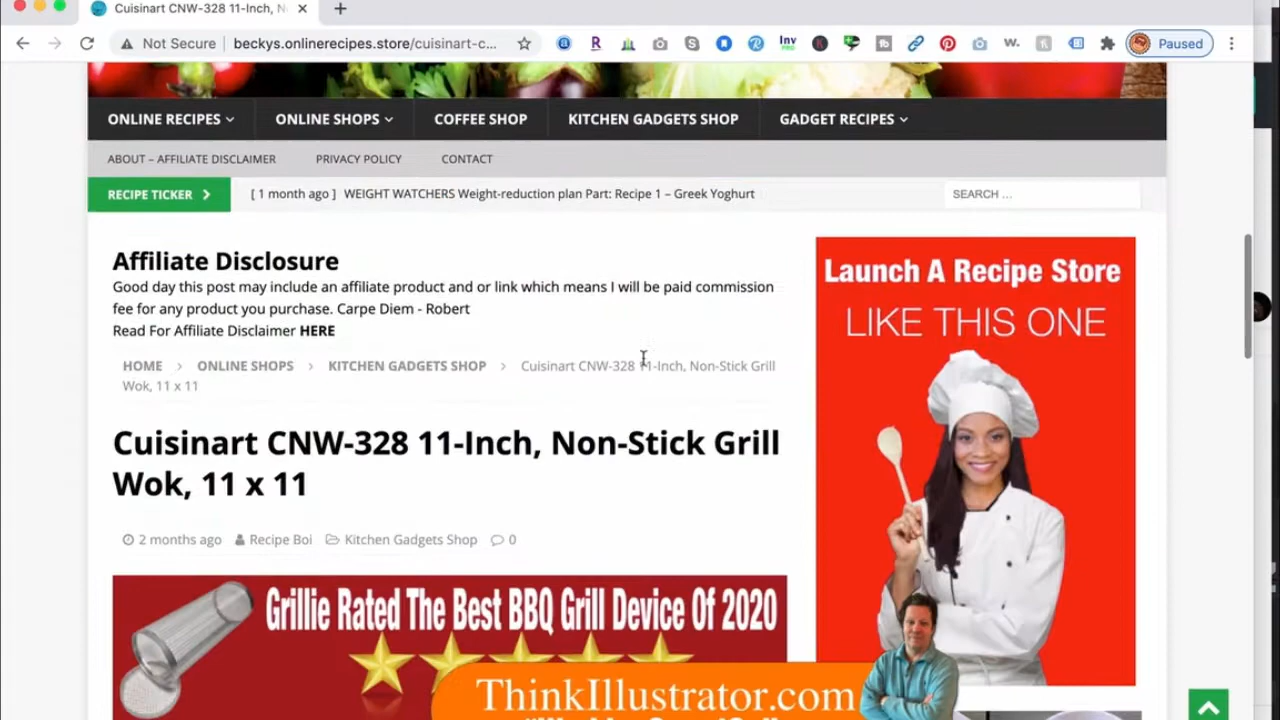 Cuisinart CNW-328 11-Inch, N
Not Secure
beckys.onlinerecipes.store/cuisinart-c...
R
Inv
PRO
W.
Paused
ONLINE RECIPES
ONLINE SHOPS
COFFEE SHOP
KITCHEN GADGETS SHOP
GADGET RECIPES
ABOUT – AFFILIATE DISCLAIMER
PRIVACY POLICY
CONTACT
RECIPE TICKER
[ 1 month ] WEIGHT WATCHERS Weight-reduction plan Part: Recipe 1 – Greek Yoghurt
SEARCH ...
Affiliate Disclosure
Good day this post may include an affiliate product and or link which means I will be paid commission
fee for any product you purchase. Carpe Diem - Robert
Read For Affiliate Disclaimer HERE
HOME > ONLINE SHOPS > KITCHEN GADGETS SHOP > Cuisinart CNW-328 11-Inch, Non-Stick Grill
Wok, 11 x 11
Cuisinart CNW-328 11-Inch, Non-Stick Grill
Wok, 11 x 11
2 months ago
Recipe Boi
Kitchen Gadgets Shop
0
Grillie Rated The Best BBQ Grill Device Of 2020
Launch A Recipe Store
LIKE THIS ONE
ThinkIllustrator.com